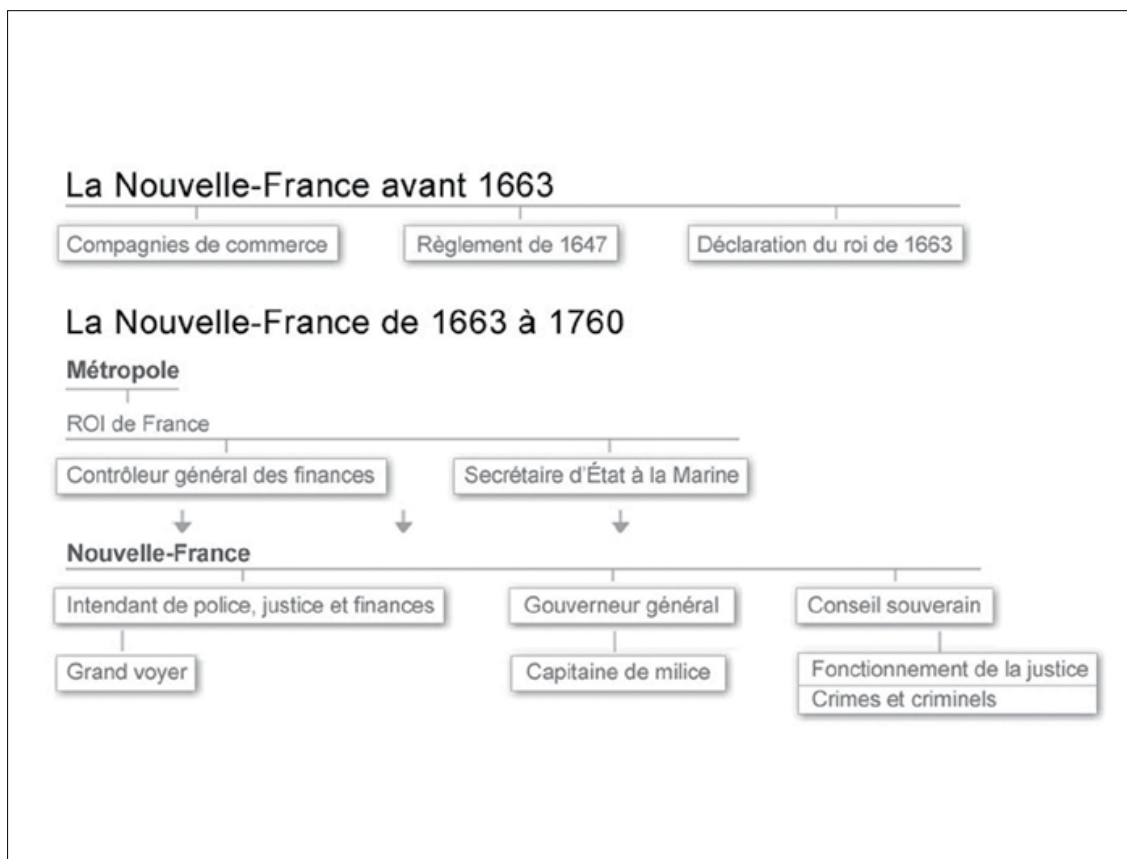 La Nouvelle-France avant 1663
Compagnies de commerce
Règlement de 1647
Déclaration du roi de 1663
La Nouvelle-France de 1663 à 1760
Métropole
ROI de France
Contrôleur général des finances
Secrétaire d'État à la Marine
Nouvelle-France
Intendant de police, justice et finances
Gouverneur général
Conseil souverain
Grand voyer
Capitaine de milice
Fonctionnement de la justice
Crimes et criminels